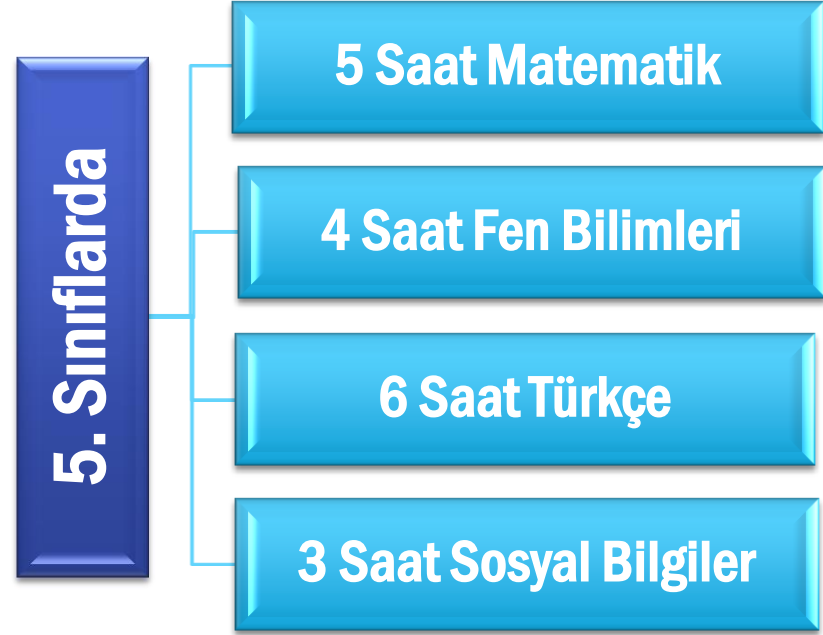 5. Sınıflarda
5 Saat Matematik
4 Saat Fen Bilimleri
6 Saat Türkçe
3 Saat Sosyal Bilgiler